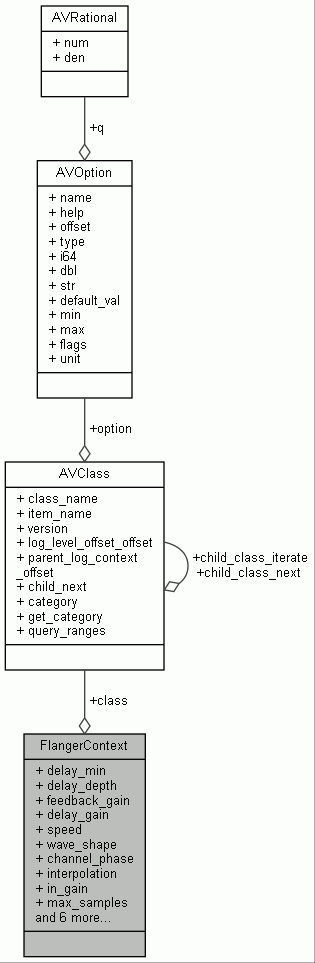 AVRational
+ num
+ den
+q
AVOption
+ name
+ help
+ offset
+ type
+ i64
+ dbl
+ str
+ default_val
+ min
+ max
+ flags
+ unit
+option
AVClass
+ class_name
+ item_name
+ version
+ log_level_offset_offset
+ parent_log_context
_offset
+ child_next
+ category
+ get_category
+ query_ranges
+child_class_iterate
+child_class_next
+class
FlangerContext
+ delay_min
+ delay_depth
+ feedback_gain
+ delay_gain
+ speed
+ wave_shape
+ channel_phase
+ interpolation
+ in_gain
+ max_samples
and 6 more...